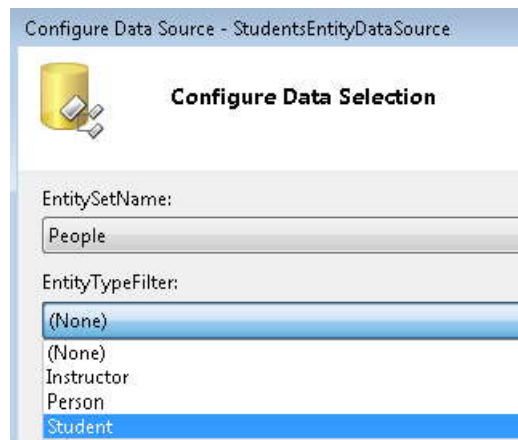 Configure Data Source - StudentsEntityDataSource
Configure Data Selection
EntitySetName:
People
EntityTypeFilter:
(None)
(None)
Instructor
Person
Student